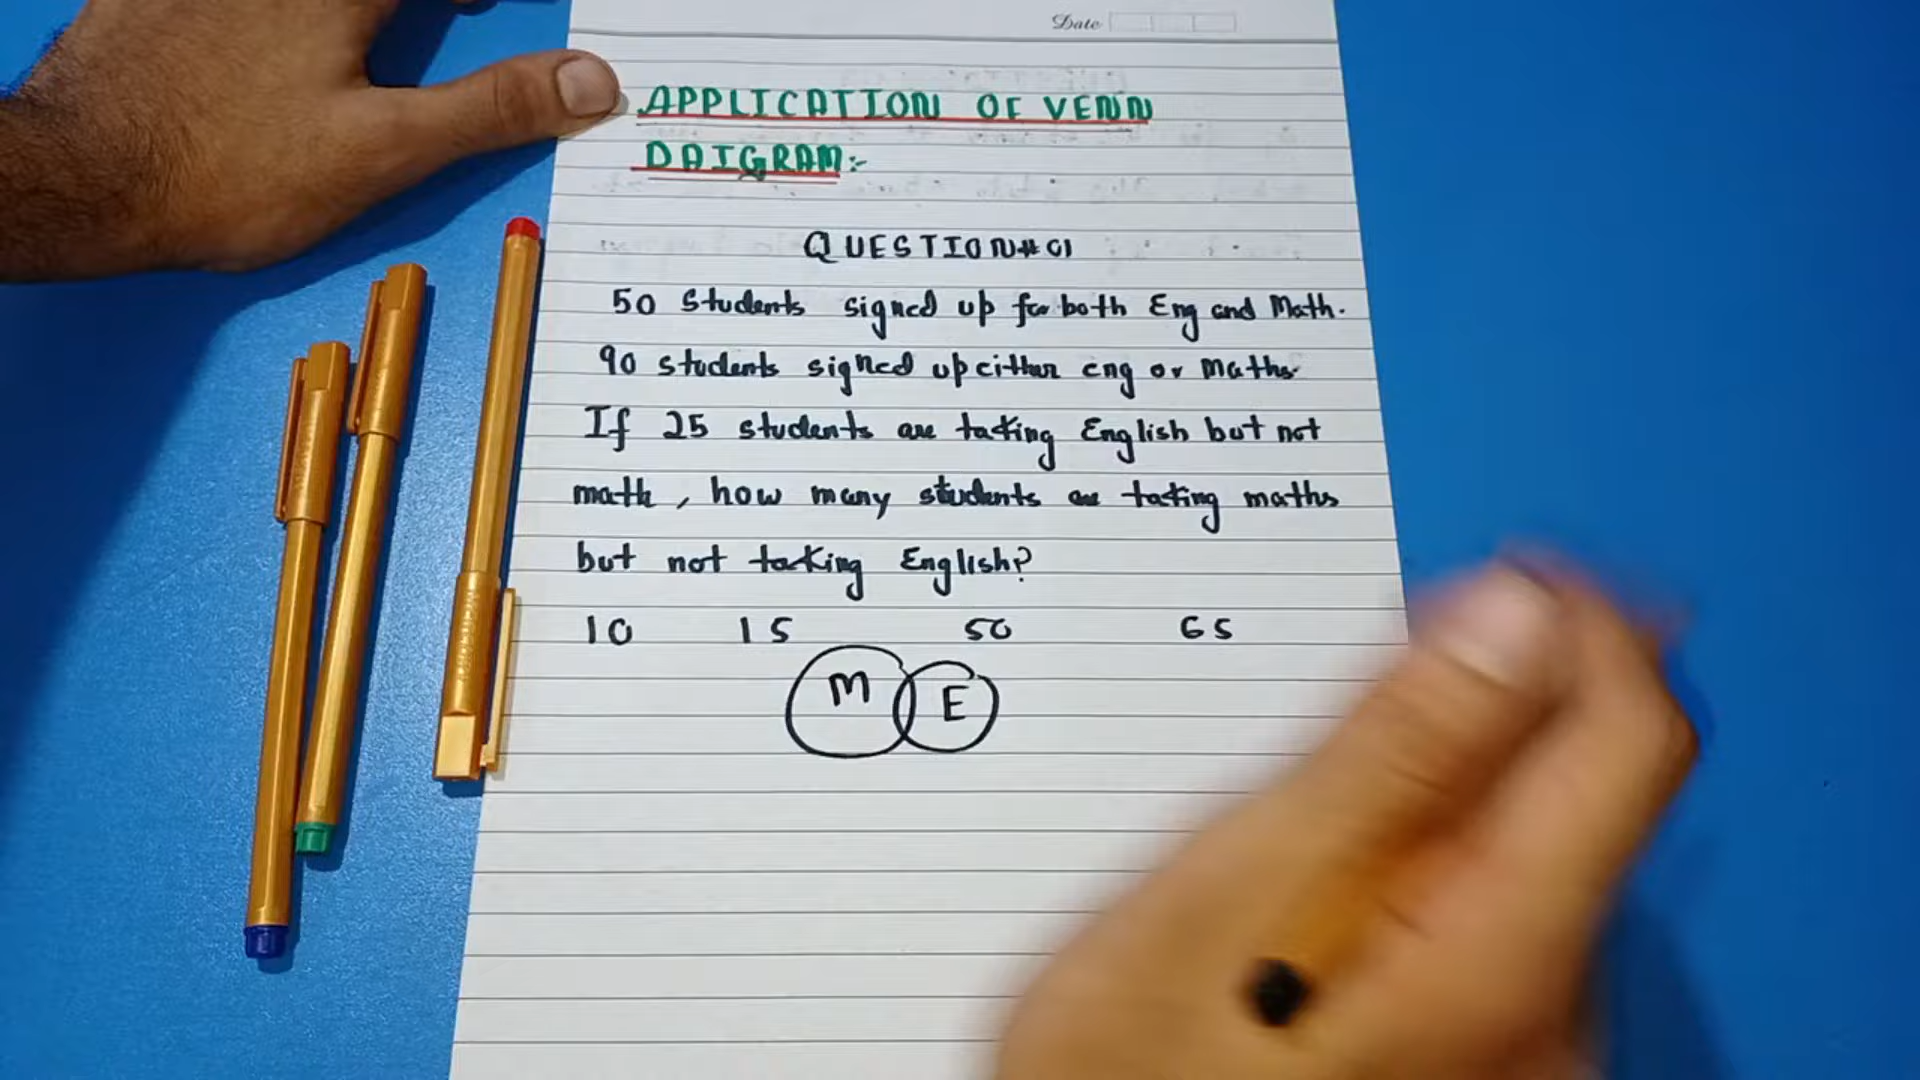 Date
APPLICATION OF VENN
DAIGRAM:-
QUESTION#01
50 Students signed up for both Eng and Math.
90 students signed up either eng or Maths.
If 25 students are taking English but not
math, how many students are taking maths
but not taking English?
10 15 50 65
M E